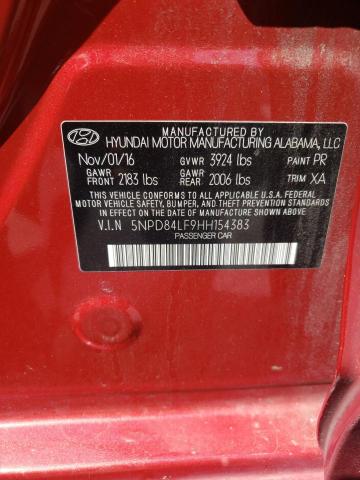 MANUFACTURED BY
HYUNDAI MOTOR MANUFACTURING ALABAMA, LLC
Nov/01/16 GVWR 3924 lbs PAINT PR
GAWR FRONT 2183 lbs GAWR REAR 2006 lbs TRIM XA
THIS VEHICLE CONFORMS TO ALL APPLICABLE U.S.A. FEDERAL
MOTOR VEHICLE SAFETY, BUMPER, AND THEFT PREVENTION
STANDARDS IN EFFECT ON THE DATE OF MANUFACTURE SHOWN ABOVE.
V.I.N 5NPD84LF9HH154383
PASSENGER CAR